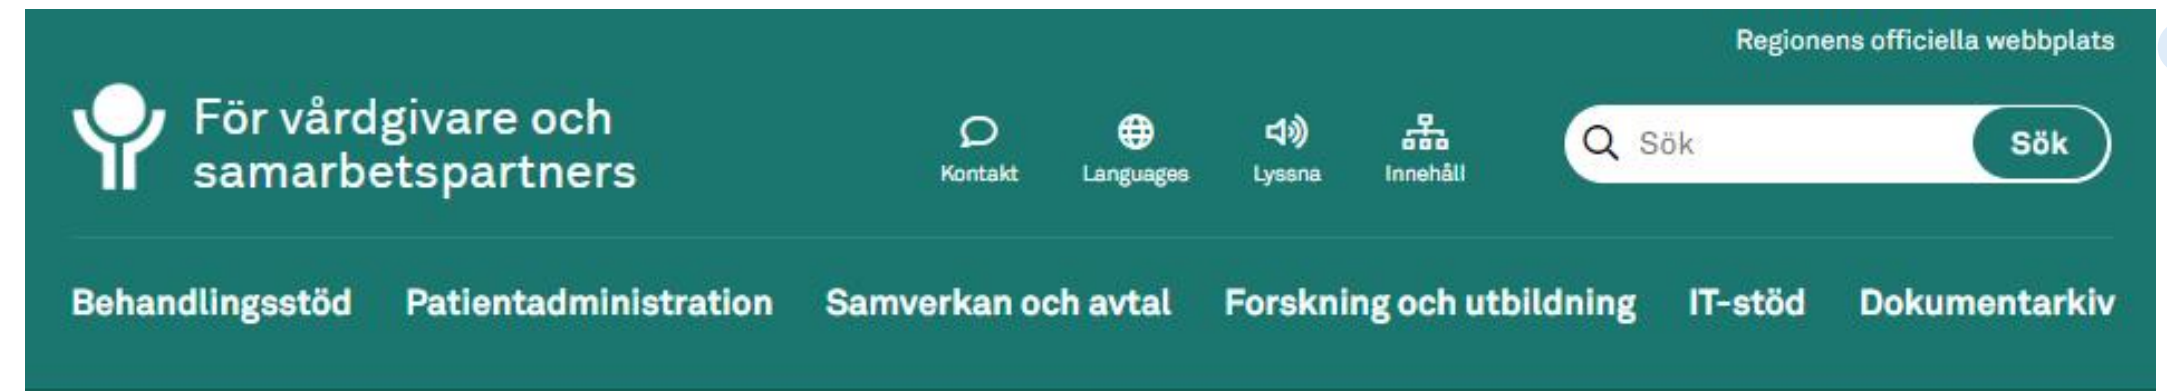 Regionens officiella webbplats
För vårdgivare och
samarbetspartners
Kontakt
Languages
Lyssna
Innehåll
Sök
Sök
Behandlingsstöd Patientadministration Samverkan och avtal Forskning och utbildning IT-stöd Dokumentarkiv